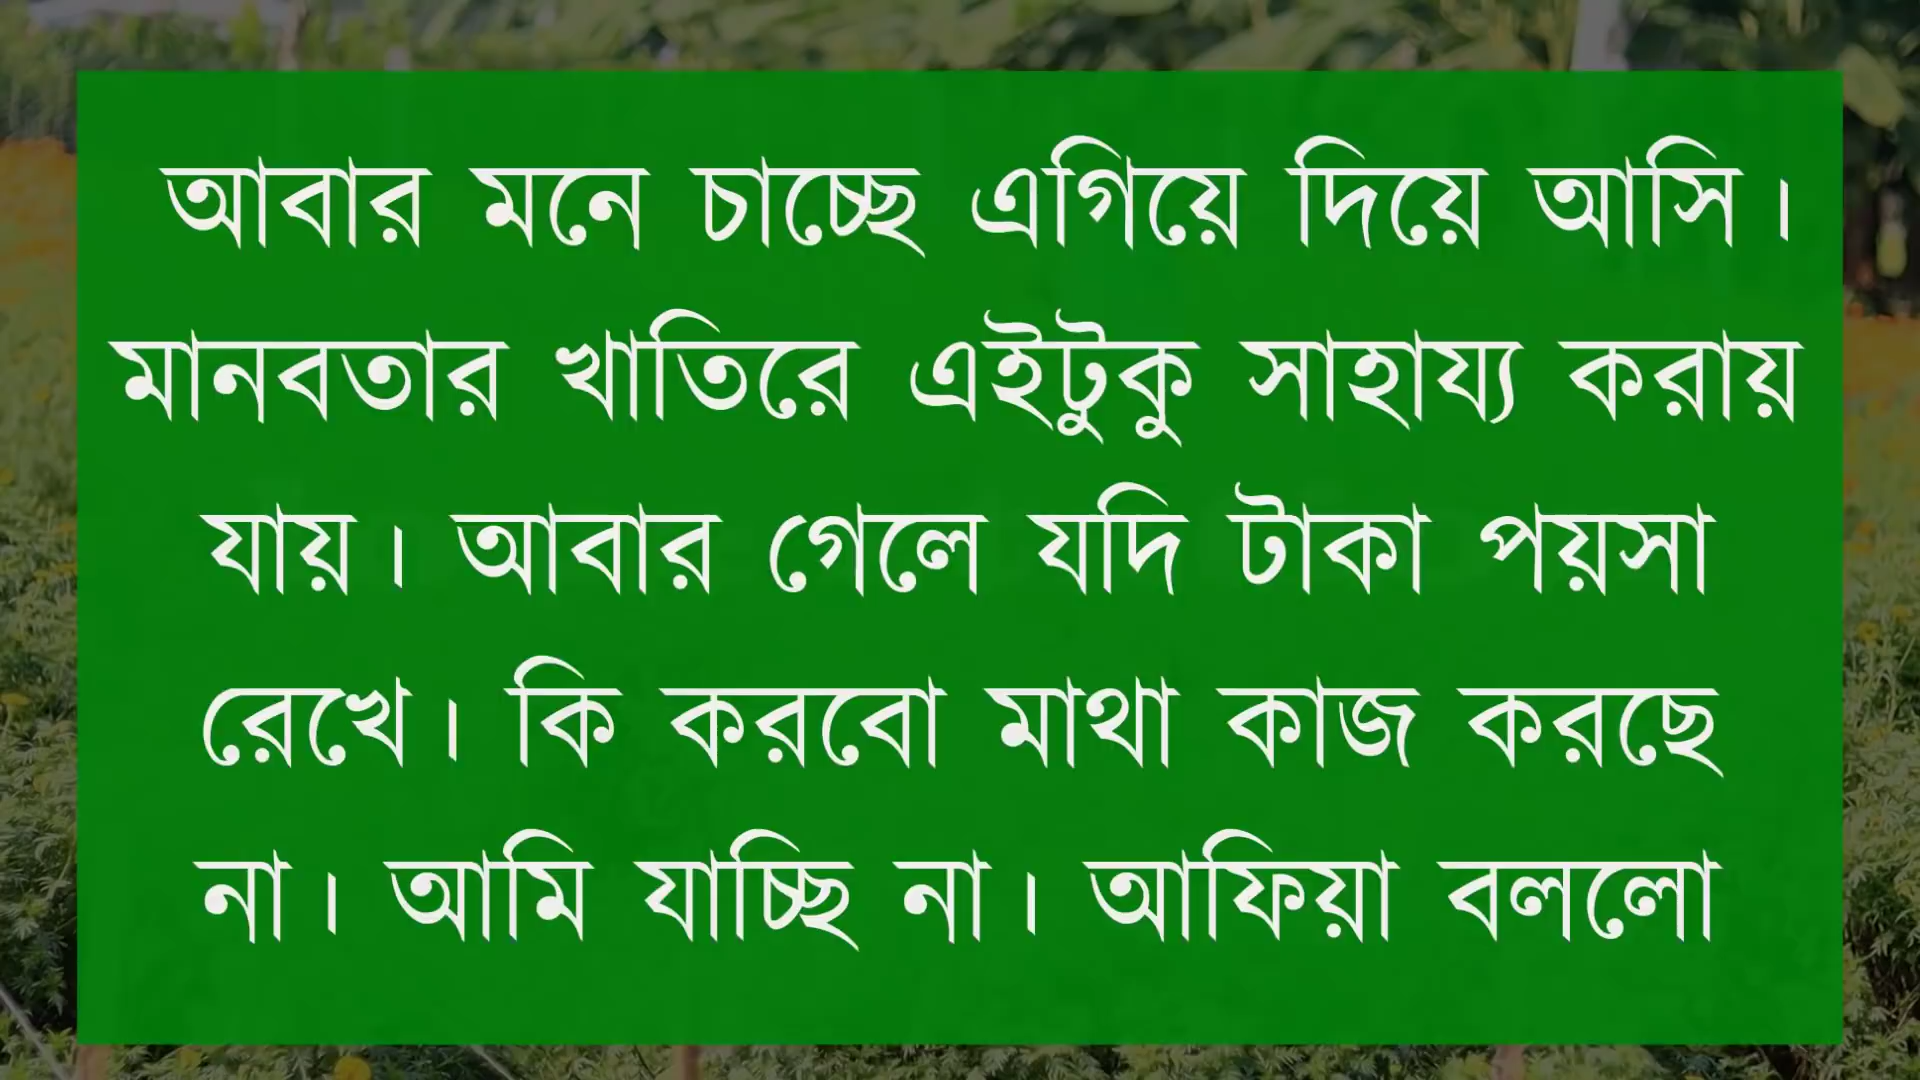 আবার মনে চাচ্ছে এগিয়ে দিয়ে আসি।
মানবতার খাতিরে এইটুকু সাহায্য করায়
যায়। আবার গেলে যদি টাকা পয়সা
রেখে। কি করবো মাথা কাজ করছে
না। আমি যাচ্ছি না। আফিয়া বললো